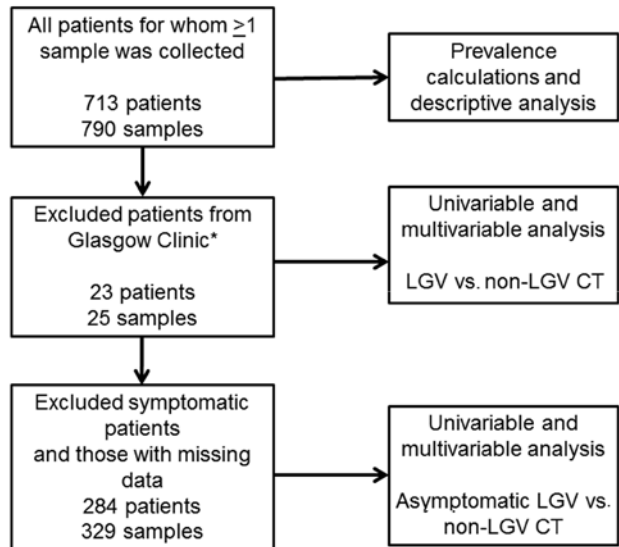 All patients for whom ≥1
sample was collected
713 patients
790 samples
Prevalence
calculations and
descriptive analysis
Excluded patients from
Glasgow Clinic*
23 patients
25 samples
Univariable and
multivariable analysis
LGV vs. non-LGV CT
Excluded symptomatic
patients
and those with missing
data
284 patients
329 samples
Univariable and
multivariable analysis
Asymptomatic LGV vs.
non-LGV CT